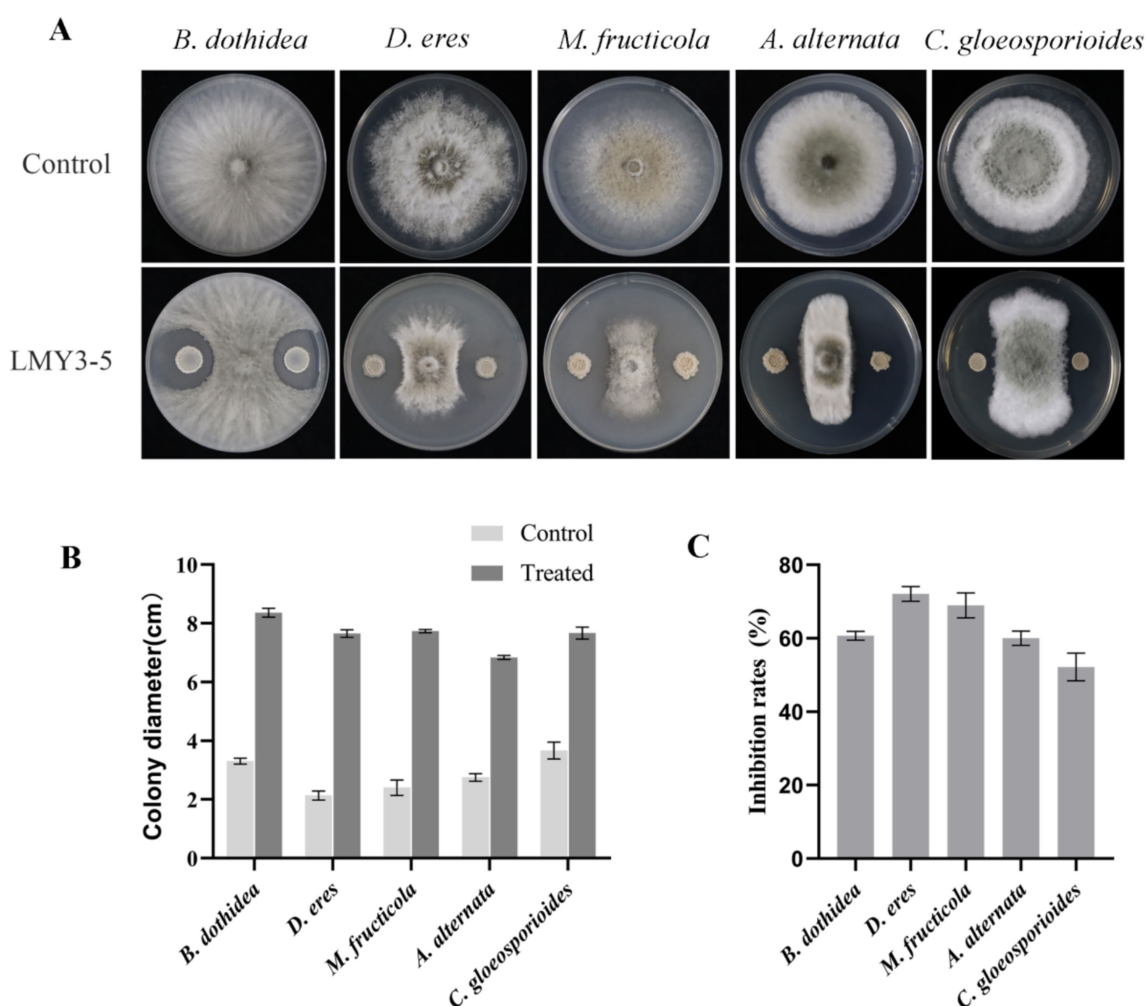 A
B. dothidea D. eres M. fructicola A. alternata C. gloeosporioides
Control
LMY3-5
B
Control
Treated
Colony diameter(cm)
10
8
6
4
2
0
B. dothidea
D. eres
M. fructicola
A. alternata
C. gloeosporioides
C
Inhibition rates (%)
80
60
40
20
0
B. dothidea
D. eres
M. fructicola
A. alternata
C. gloeosporioides